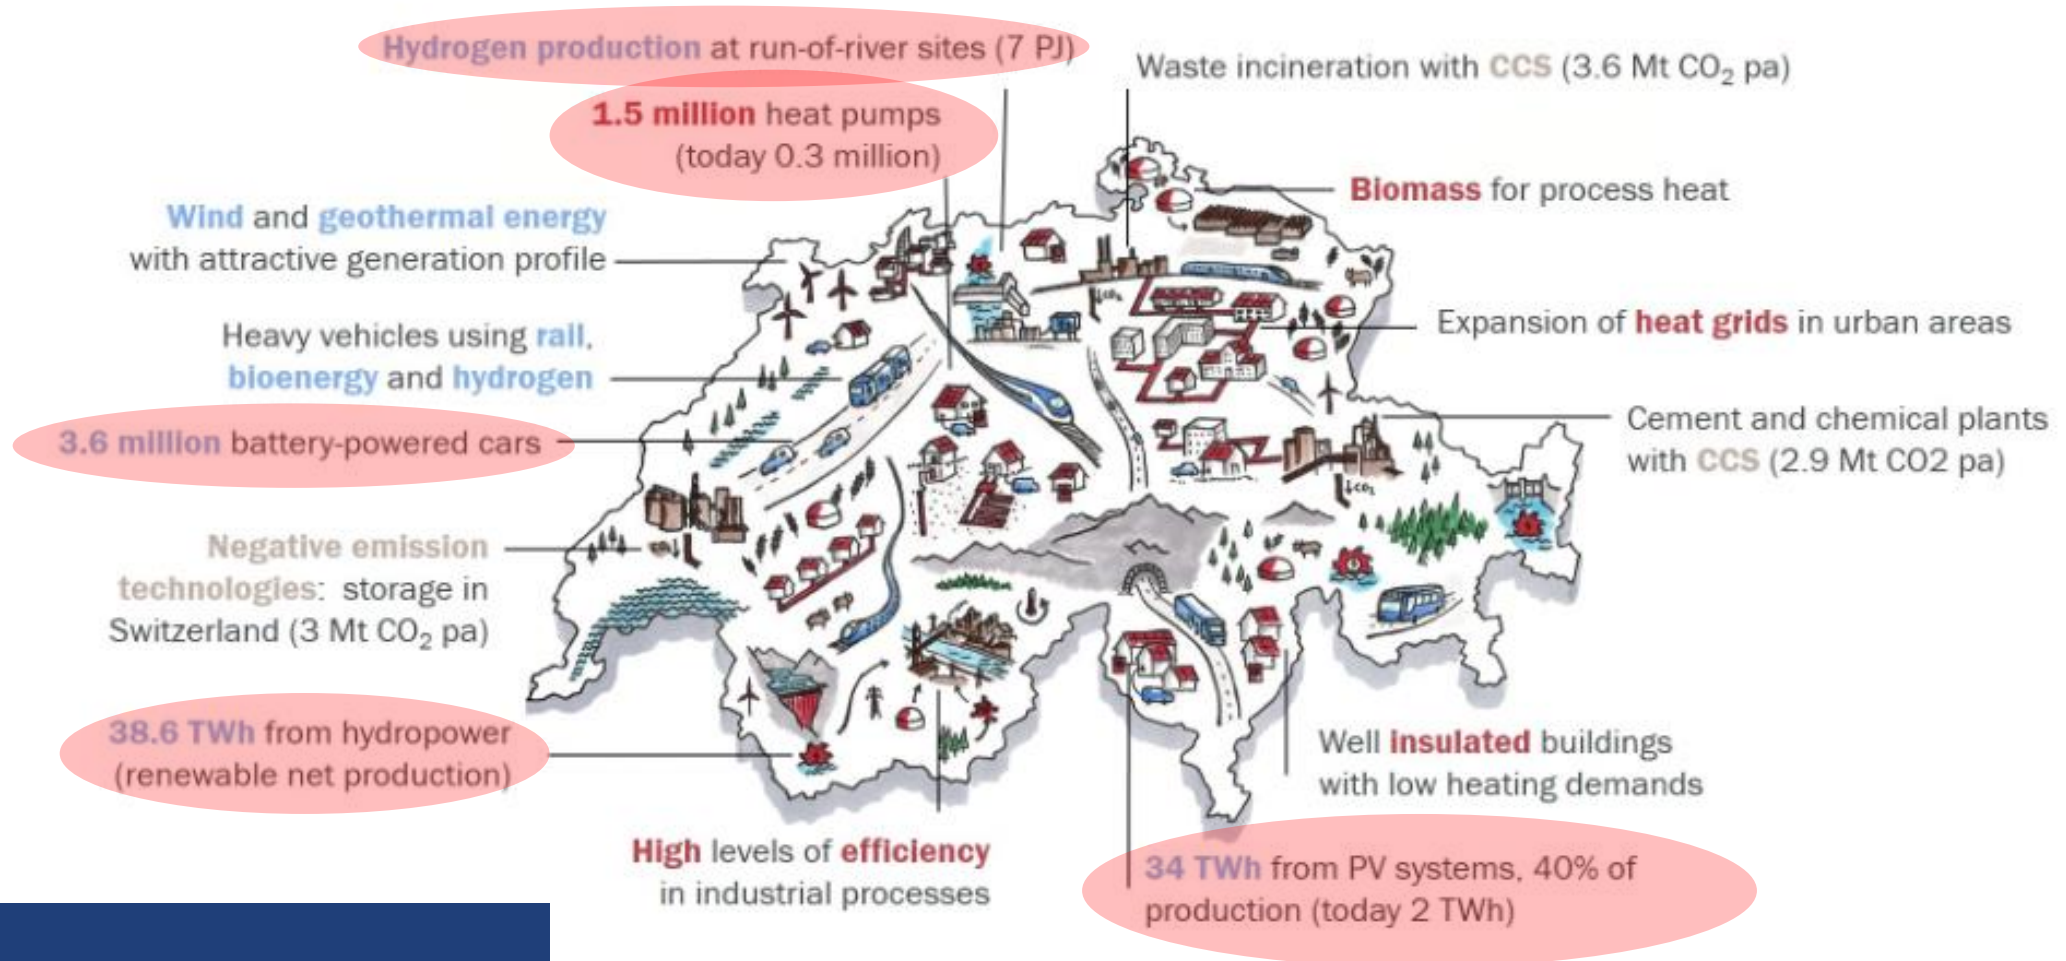 Hydrogen production at run-of-river sites (7 PJ)
1.5 million heat pumps
(today 0.3 million)
Waste incineration with CCS (3.6 Mt CO₂ pa)
Biomass for process heat
Wind and geothermal energy
with attractive generation profile
Heavy vehicles using rail,
bioenergy and hydrogen
Expansion of heat grids in urban areas
3.6 million battery-powered cars
Cement and chemical plants
with CCS (2.9 Mt CO2 pa)
Negative emission
technologies: storage in
Switzerland (3 Mt CO₂ pa)
38.6 TWh from hydropower
(renewable net production)
Well insulated buildings
with low heating demands
High levels of efficiency
in industrial processes
34 TWh from PV systems, 40% of
production (today 2 TWh)
CO₂
CO₂